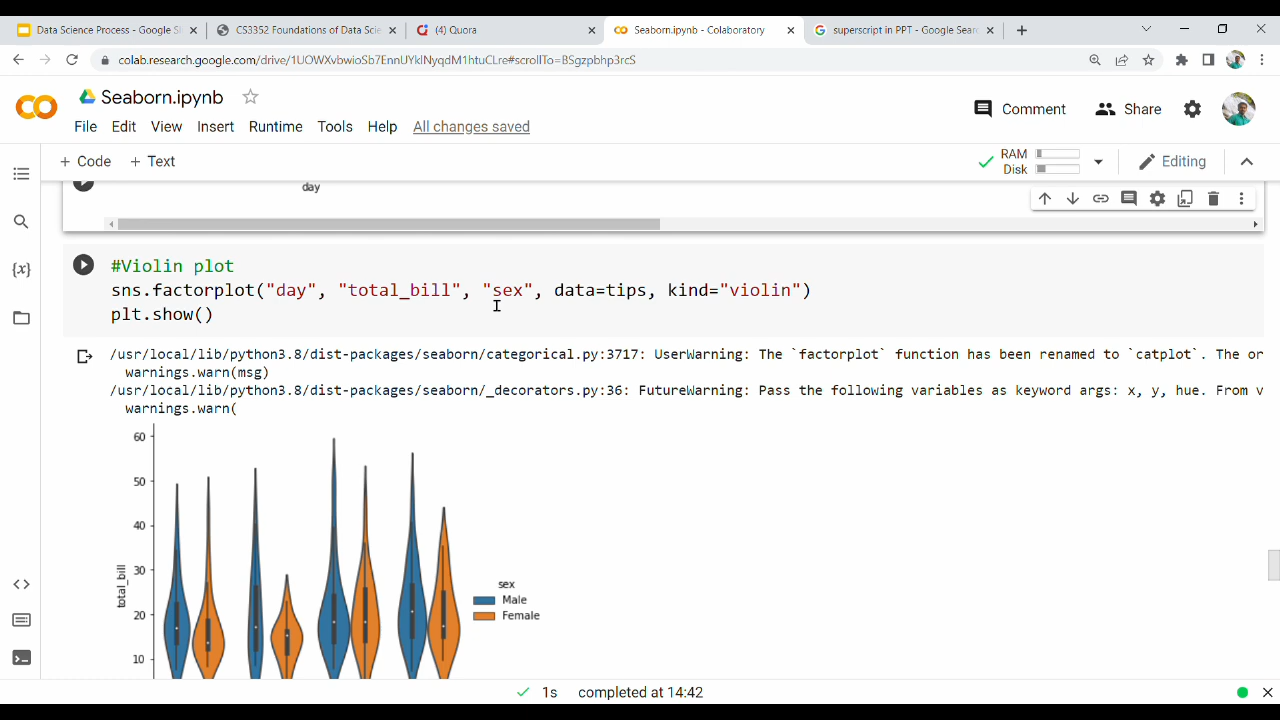 Data Science Process - Google Sl
CS3352 Foundations of Data Scie
(4) Quora
Seaborn.ipynb - Colaboratory
superscript in PPT - Google Sear
colab.research.google.com/drive/1UOWXvbwioSb7EnnUYkINyqdM1htuCLre#scrollTo=BSgzpbhp3rcS
Seaborn.ipynb
Comment
Share
File Edit View Insert Runtime Tools Help All changes saved
+ Code + Text
RAM
Disk
Editing
day
#Violin plot
sns.factorplot("day", "total_bill", "sex", data=tips, kind="violin")
plt.show()
/usr/local/lib/python3.8/dist-packages/seaborn/categorical.py:3717: UserWarning: The `factorplot` function has been renamed to `catplot`. The or
warnings.warn(msg)
/usr/local/lib/python3.8/dist-packages/seaborn/_decorators.py:36: FutureWarning: Pass the following variables as keyword args: x, y, hue. From v
warnings.warn(
60
50
40
30
20
10
total_bill
sex
Male
Female
1s completed at 14:42